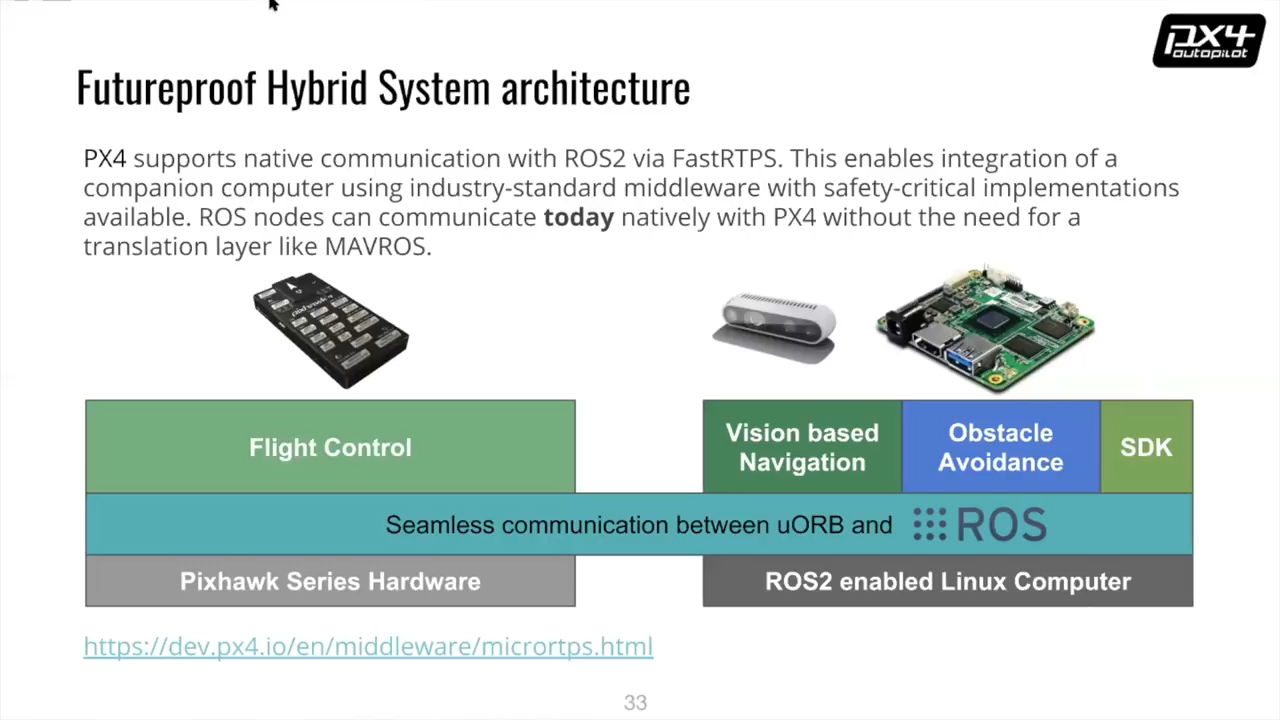 px4
autopilot
Futureproof Hybrid System architecture
PX4 supports native communication with ROS2 via FastRTPS. This enables integration of a
companion computer using industry-standard middleware with safety-critical implementations
available. ROS nodes can communicate today natively with PX4 without the need for a
translation layer like MAVROS.
pixhawk
Flight Control
Vision based
Navigation
Obstacle
Avoidance
SDK
Seamless communication between uORB and ROS
Pixhawk Series Hardware
ROS2 enabled Linux Computer
https://dev.px4.io/en/middleware/micrortps.html
33